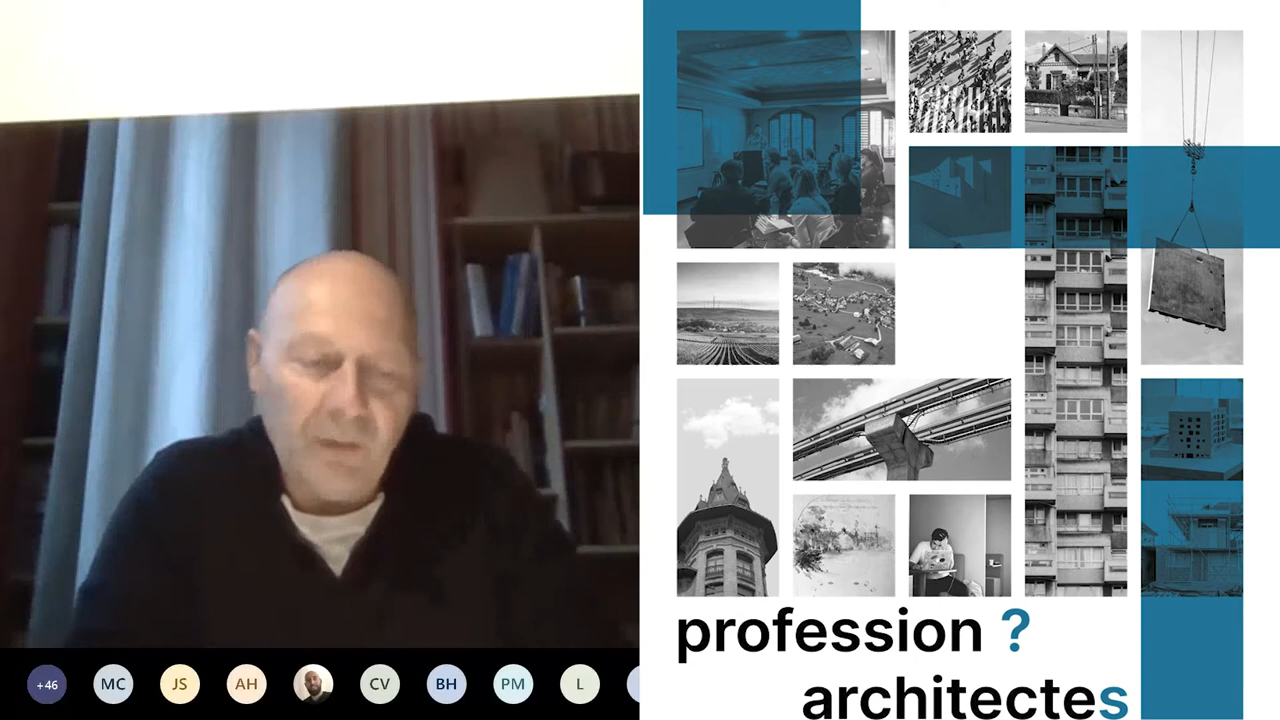 +46
MC
JS
AH
CV
BH
PM
L
profession ?
architectes